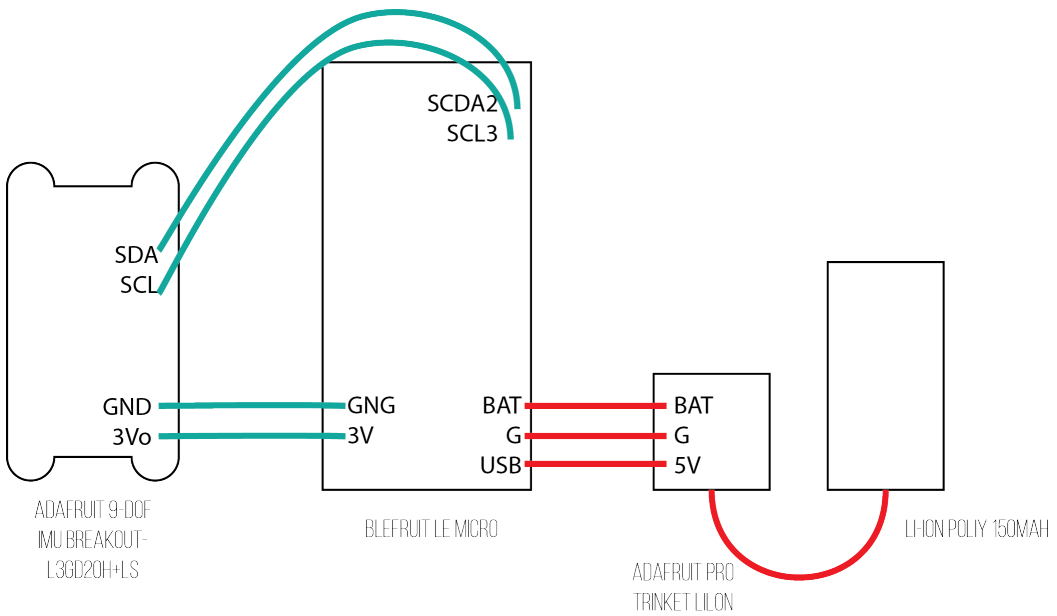 SCDA2
SCL3
SDA
SCL
GND
3Vo
GNG
3V
BAT
G
USB
BAT
G
5V
ADAFRUIT 9-DOF
IMU BREAKOUT-
L3GD20H+LS
BLEFRUIT LE MICRO
ADAFRUIT PRO
TRINKET LILON
LI-ION POLIY 150MAH